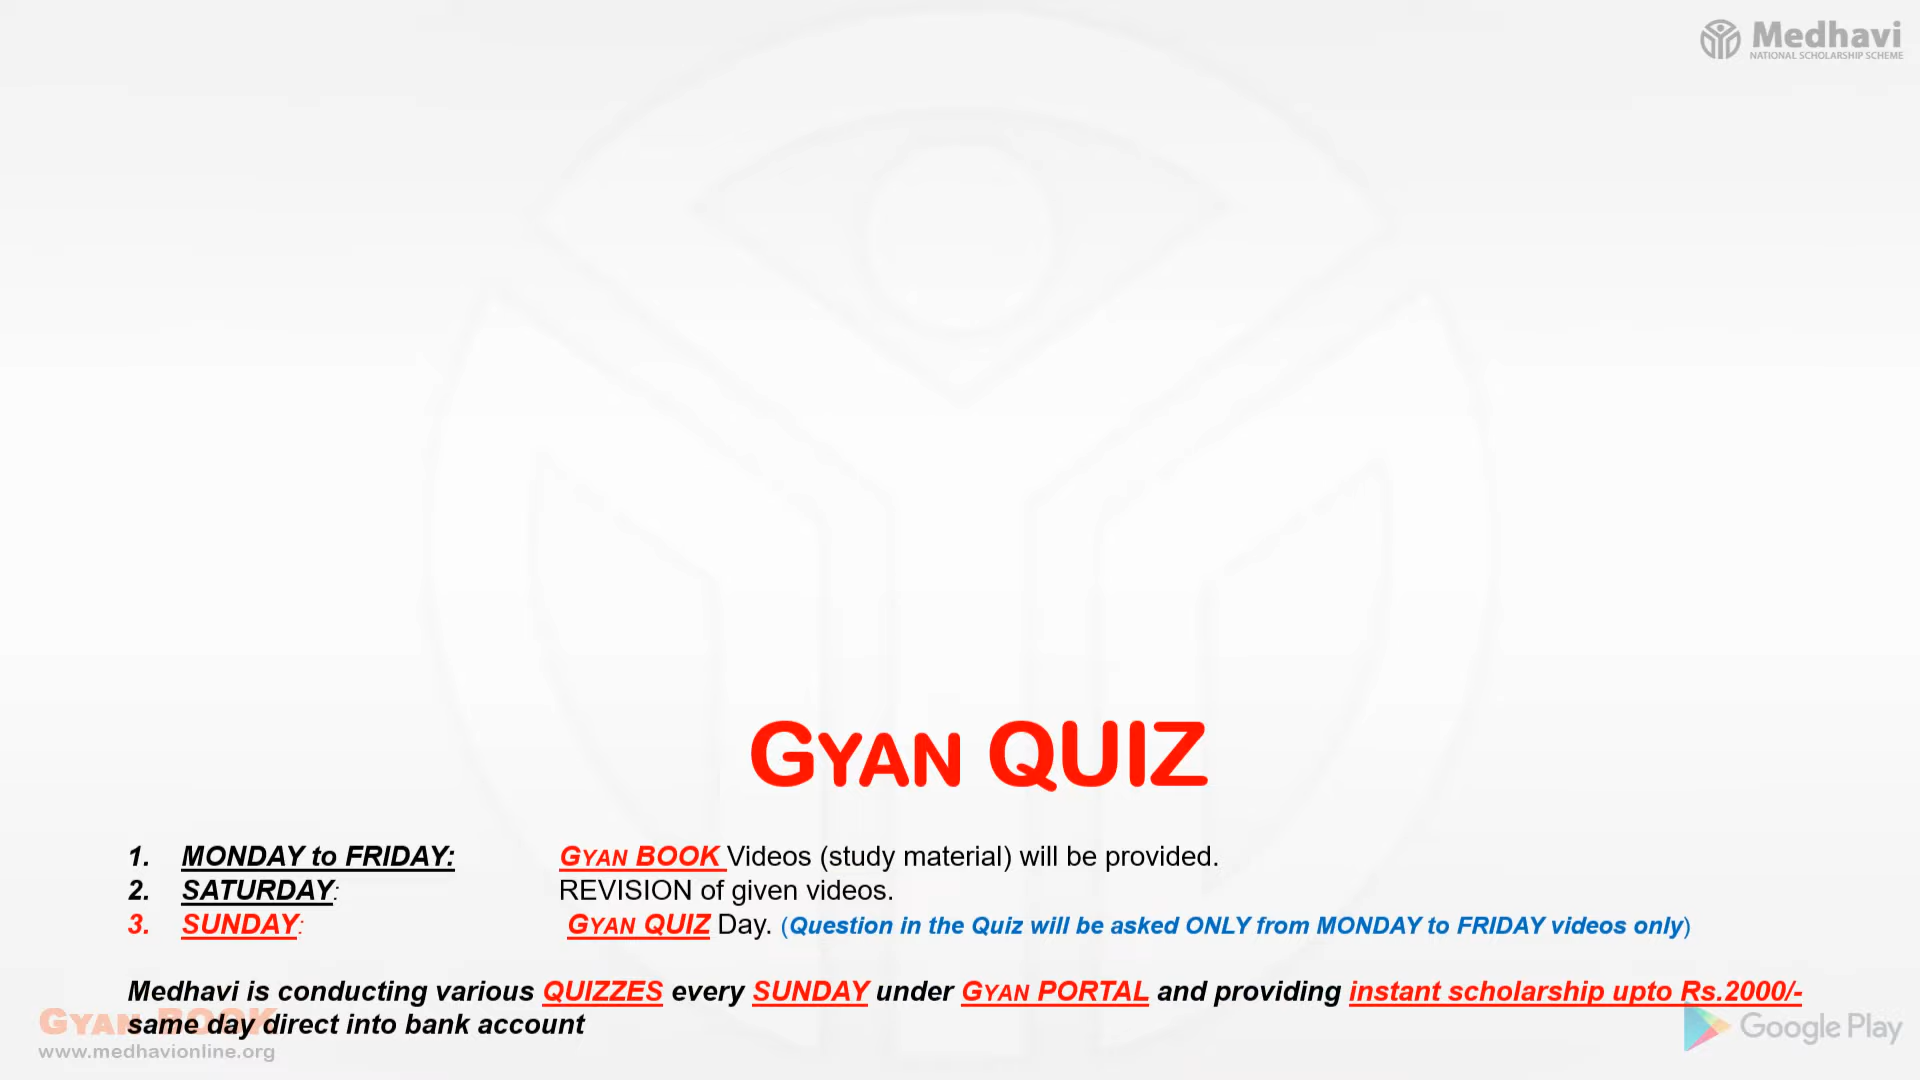 Medhavi
NATIONAL SCHOLARSHIP SCHEME
GYAN QUIZ
1. MONDAY to FRIDAY: GYAN BOOK Videos (study material) will be provided.
2. SATURDAY: REVISION of given videos.
3. SUNDAY: GYAN QUIZ Day. (Question in the Quiz will be asked ONLY from MONDAY to FRIDAY videos only)
Medhavi is conducting various QUIZZES every SUNDAY under GYAN PORTAL and providing instant scholarship upto Rs.2000/-
same day direct into bank account
GYAN BOOK
www.medhavionline.org
Google Play